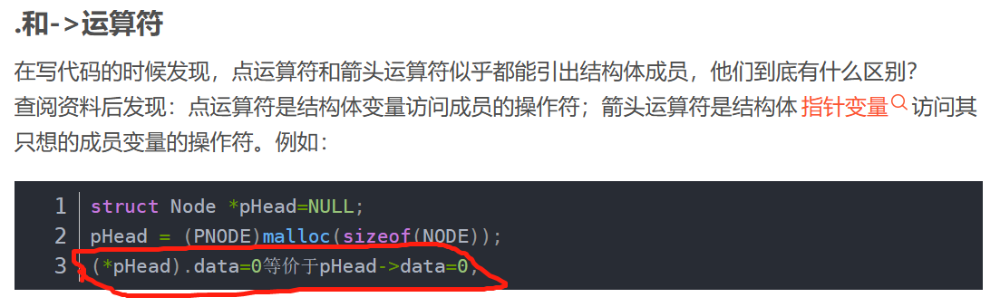 .和->运算符
在写代码的时候发现，点运算符和箭头运算符似乎都能引出结构体成员，他们到底有什么区别？
查阅资料后发现：点运算符是结构体变量访问成员的操作符；箭头运算符是结构体 指针变量 访问其
只想的成员变量的操作符。例如：
1 struct Node *pHead=NULL;
2 pHead = (PNODE)malloc(sizeof(NODE));
3 (*pHead).data=0等价于pHead->data=0;